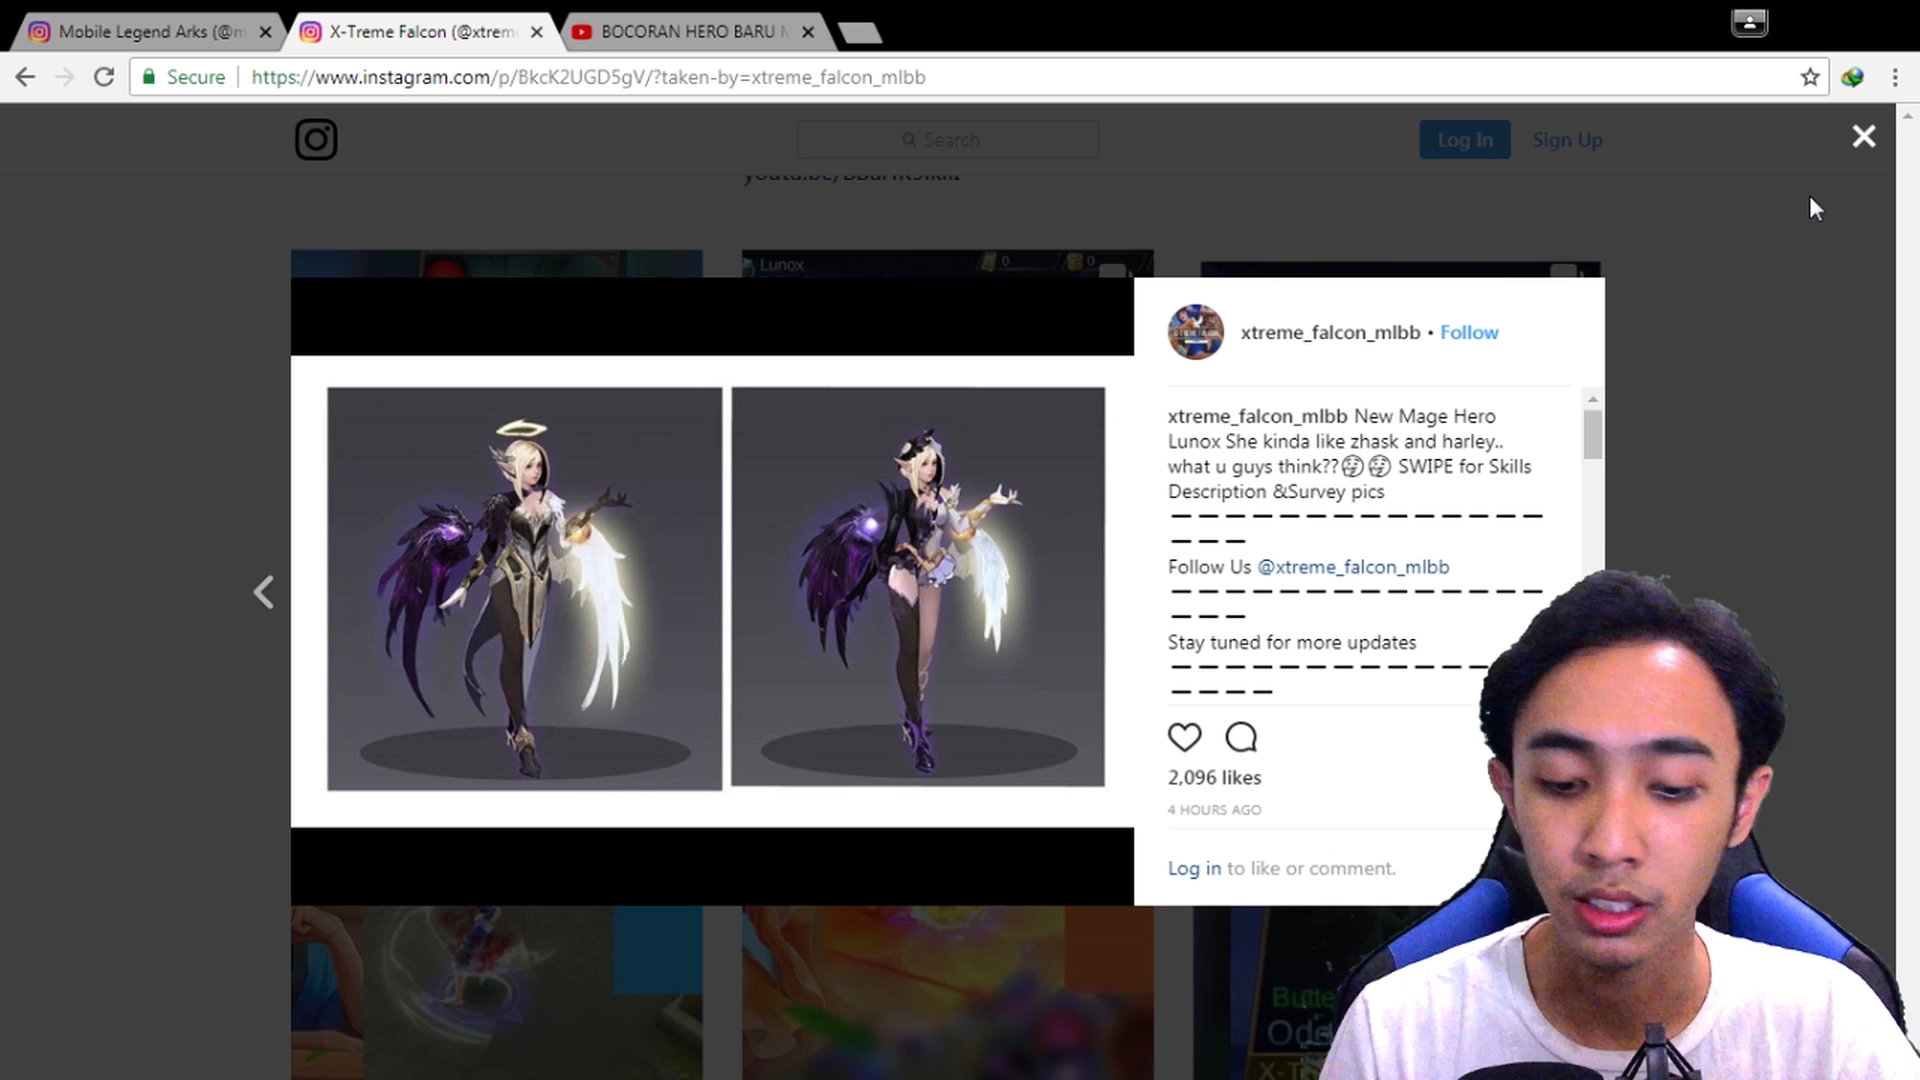 Mobile Legend Arks (@m
X-Treme Falcon (@xtrem
BOCORAN HERO BARU M
Secure
https://www.instagram.com/p/BkcK2UGD5gV/?taken-by=xtreme_falcon_mlbb
Search
Log In
Sign Up
Lunox
0
0
xtreme_falcon_mlbb • Follow
xtreme_falcon_mlbb New Mage Hero
Lunox She kinda like zhask and harley..
what u guys think?? SWIPE for Skills
Description &Survey pics
Follow Us @xtreme_falcon_mlbb
Stay tuned for more updates
2,096 likes
4 HOURS AGO
Log in to like or comment.